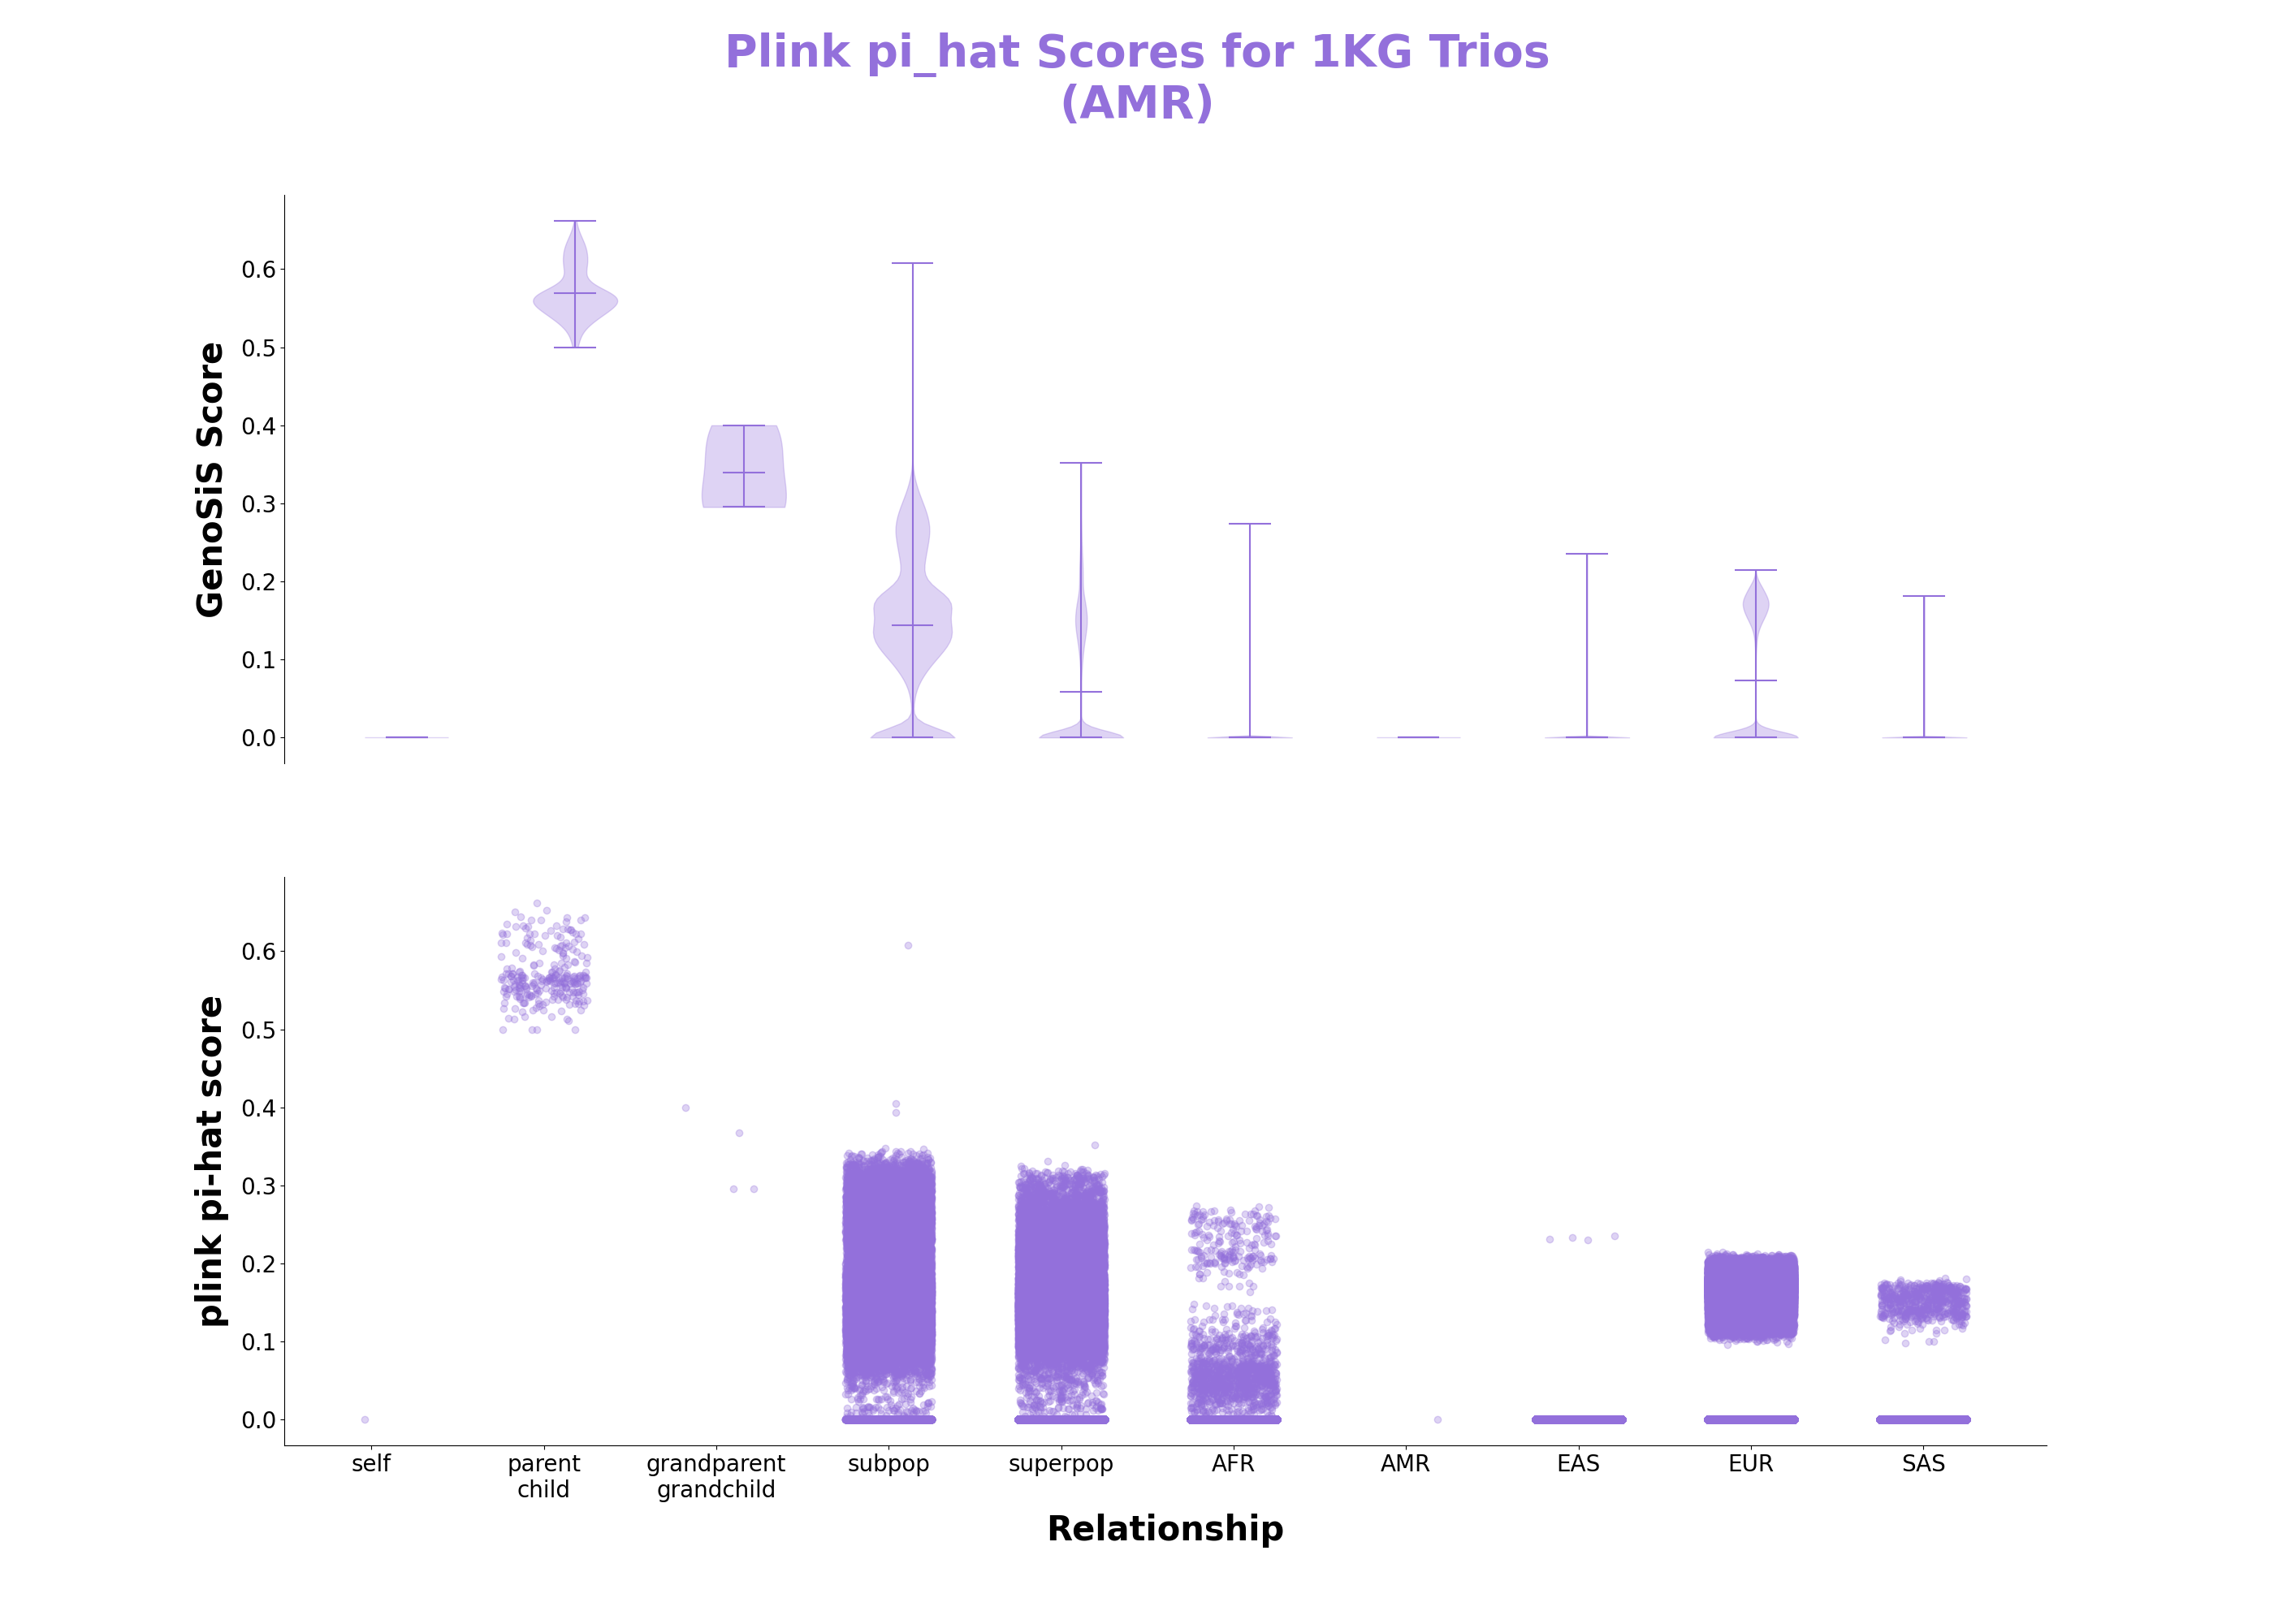 Plink pi_hat Scores for 1KG Trios
(AMR)
GenoSiS Score
0.6
0.5
0.4
0.3
0.2
0.1
0.0
plink pi-hat score
0.6
0.5
0.4
0.3
0.2
0.1
0.0
self parent grandparent subpop superpop AFR AMR EAS EUR SAS
child grandchild
Relationship